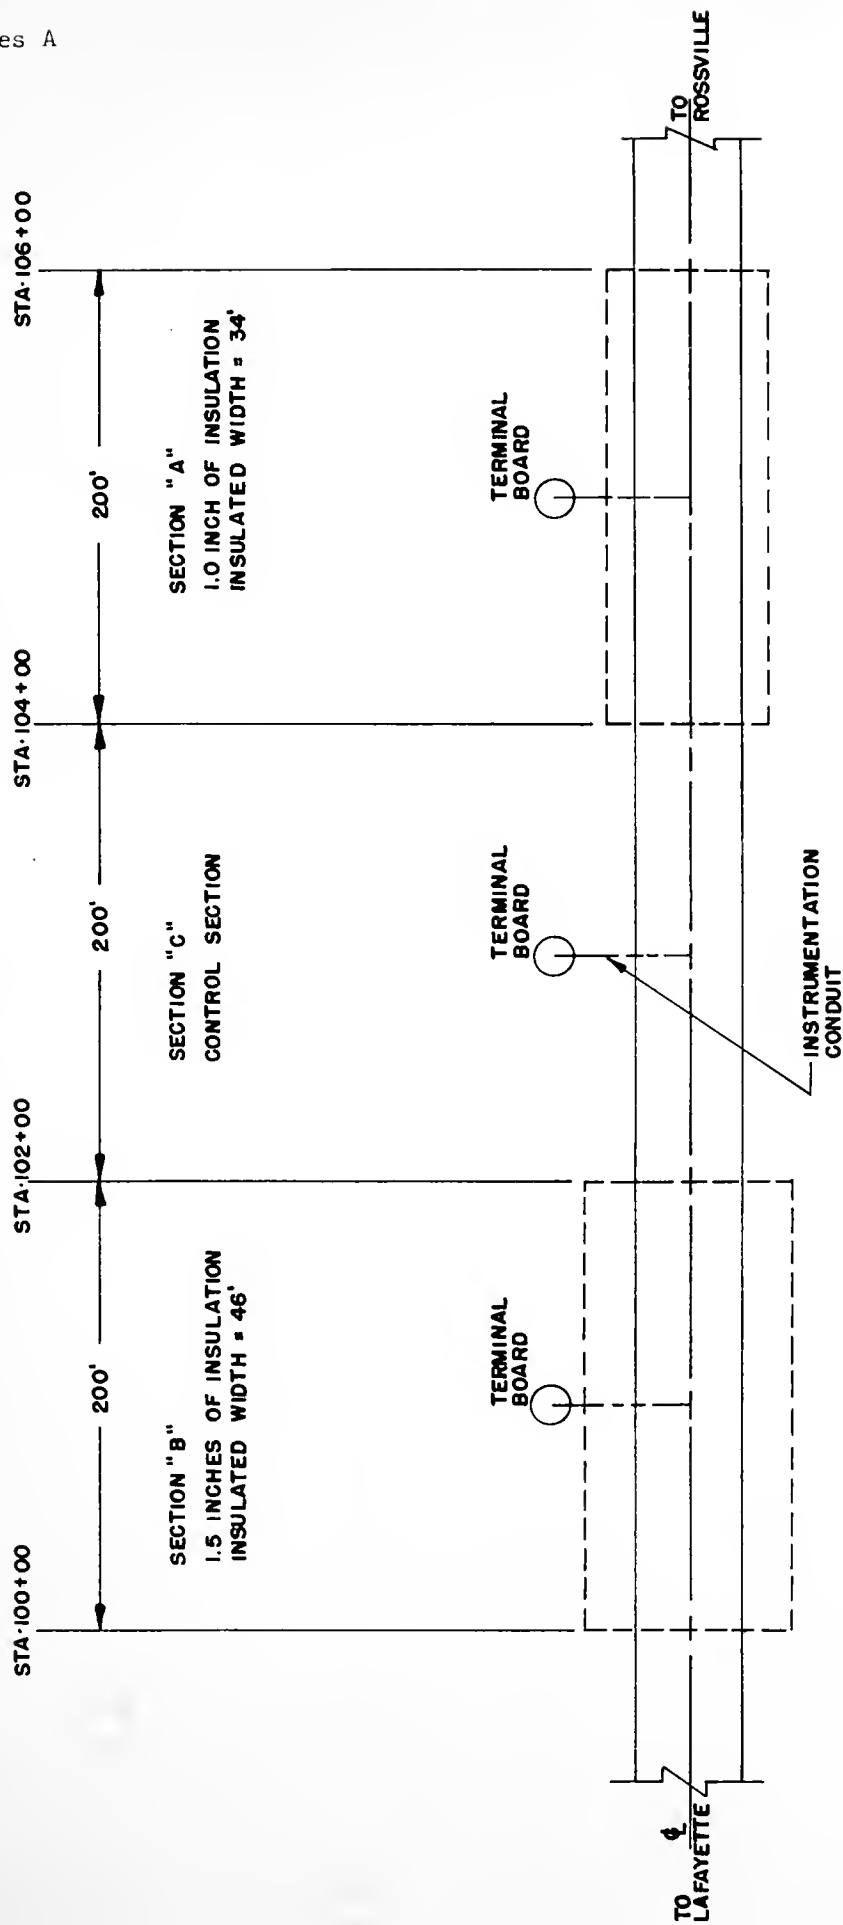 es A
STA·100+00
STA·102+00
STA·104+00
STA·106+00
200'
200'
200'
SECTION "B"
1.5 INCHES OF INSULATION
INSULATED WIDTH = 46'
SECTION "C"
CONTROL SECTION
SECTION "A"
1.0 INCH OF INSULATION
INSULATED WIDTH = 34'
TERMINAL
BOARD
TERMINAL
BOARD
TERMINAL
BOARD
℄
TO
LAFAYETTE
TO
ROSSVILLE
INSTRUMENTATION
CONDUIT